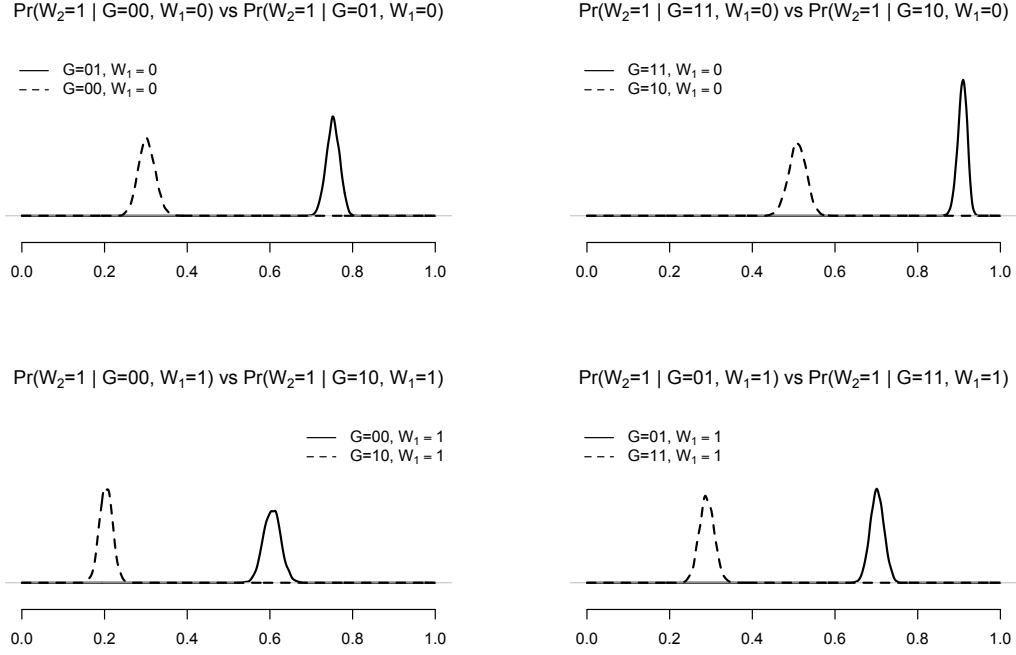 Pr(W₂=1 | G=00, W₁=0) vs Pr(W₂=1 | G=01, W₁=0)
G=01, W₁ = 0
G=00, W₁ = 0
0.0 0.2 0.4 0.6 0.8 1.0
Pr(W₂=1 | G=11, W₁=0) vs Pr(W₂=1 | G=10, W₁=0)
G=11, W₁ = 0
G=10, W₁ = 0
0.0 0.2 0.4 0.6 0.8 1.0
Pr(W₂=1 | G=00, W₁=1) vs Pr(W₂=1 | G=10, W₁=1)
G=00, W₁ = 1
G=10, W₁ = 1
0.0 0.2 0.4 0.6 0.8 1.0
Pr(W₂=1 | G=01, W₁=1) vs Pr(W₂=1 | G=11, W₁=1)
G=01, W₁ = 1
G=11, W₁ = 1
0.0 0.2 0.4 0.6 0.8 1.0